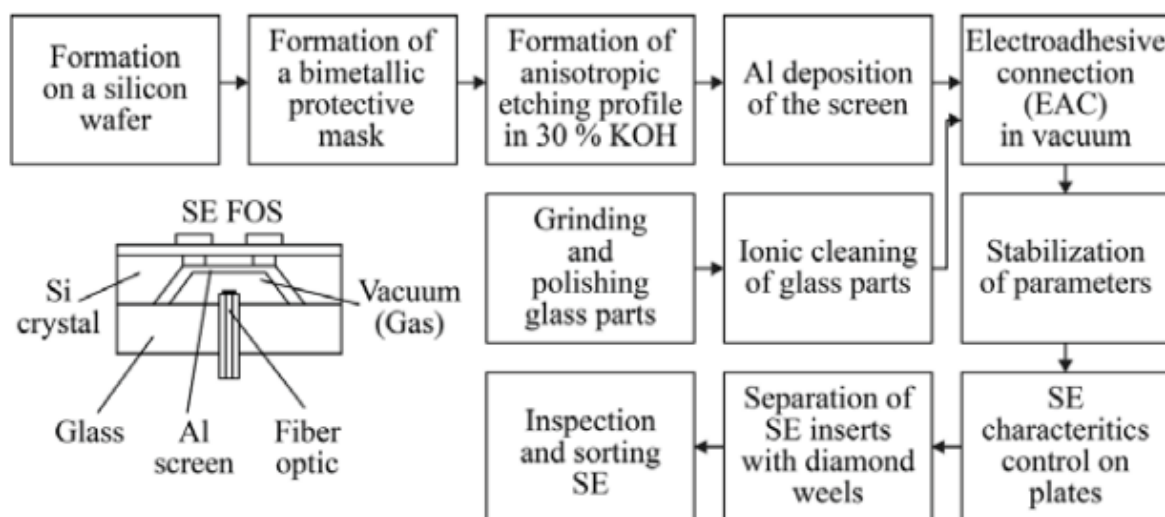 Formation
on a silicon
wafer
Formation of
a bimetallic
protective
mask
Formation of
anisotropic
etching profile
in 30 % KOH
Al deposition
of the screen
Electroadhesive
connection
(EAC)
in vacuum
SE FOS
Si
crystal
Vacuum
(Gas)
Glass
Al
screen
Fiber
optic
Grinding
and
polishing
glass parts
Ionic cleaning
of glass parts
Stabilization
of parameters
Inspection
and sorting
SE
Separation of
SE inserts
with diamond
weels
SE
characteritics
control on
plates